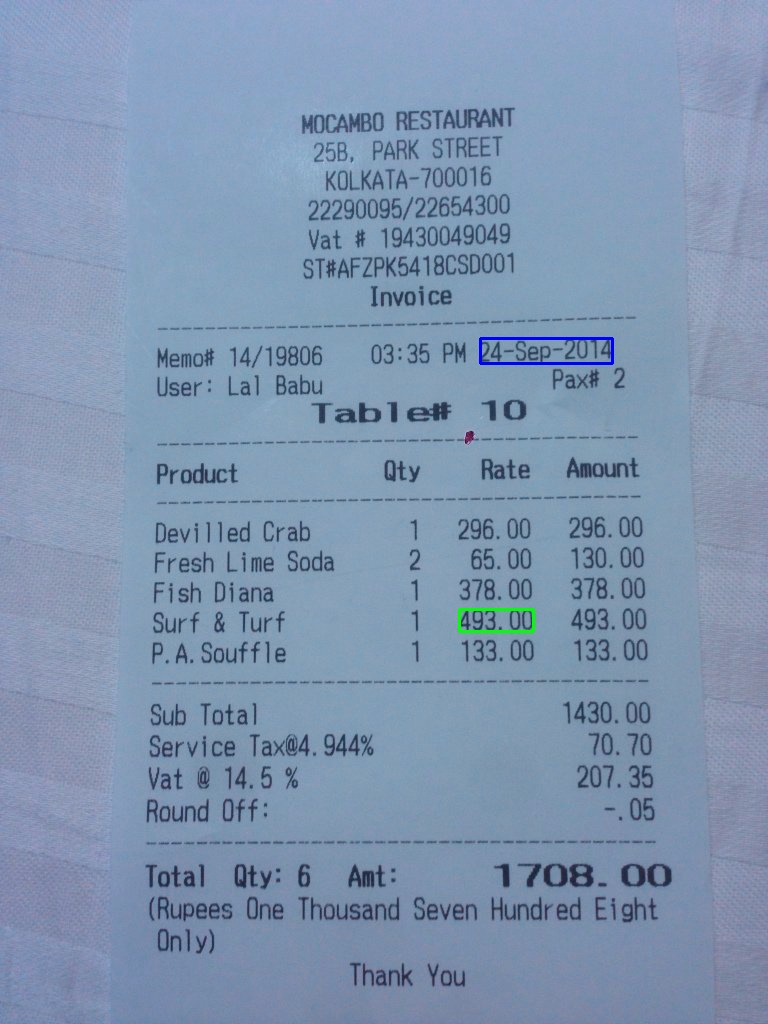 MOCAMBO RESTAURANT
25B, PARK STREET
KOLKATA-700016
22290095/22654300
Vat # 19430049049
ST#AFZPK5418CSD001
Invoice
Memo# 14/19806 03:35 PM 24-Sep-2014
User: Lal Babu Pax# 2
Table# 10
Product Qty Rate Amount
Devilled Crab 1 296.00 296.00
Fresh Lime Soda 2 65.00 130.00
Fish Diana 1 378.00 378.00
Surf & Turf 1 493.00 493.00
P.A.Souffle 1 133.00 133.00
Sub Total 1430.00
Service Tax@4.944% 70.70
Vat @ 14.5 % 207.35
Round Off: -.05
Total Qty: 6 Amt: 1708.00
(Rupees One Thousand Seven Hundred Eight
Only)
Thank You